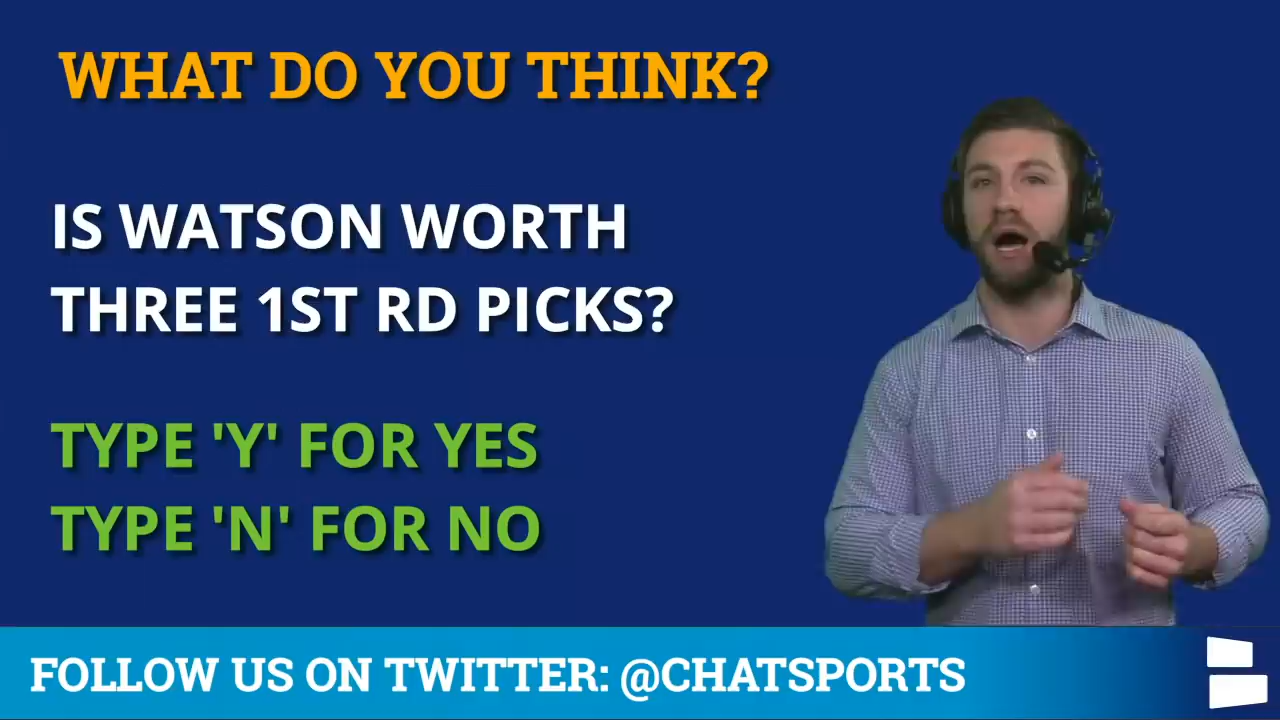 WHAT DO YOU THINK?
IS WATSON WORTH
THREE 1ST RD PICKS?
TYPE 'Y' FOR YES
TYPE 'N' FOR NO
FOLLOW US ON TWITTER: @CHATSPORTS